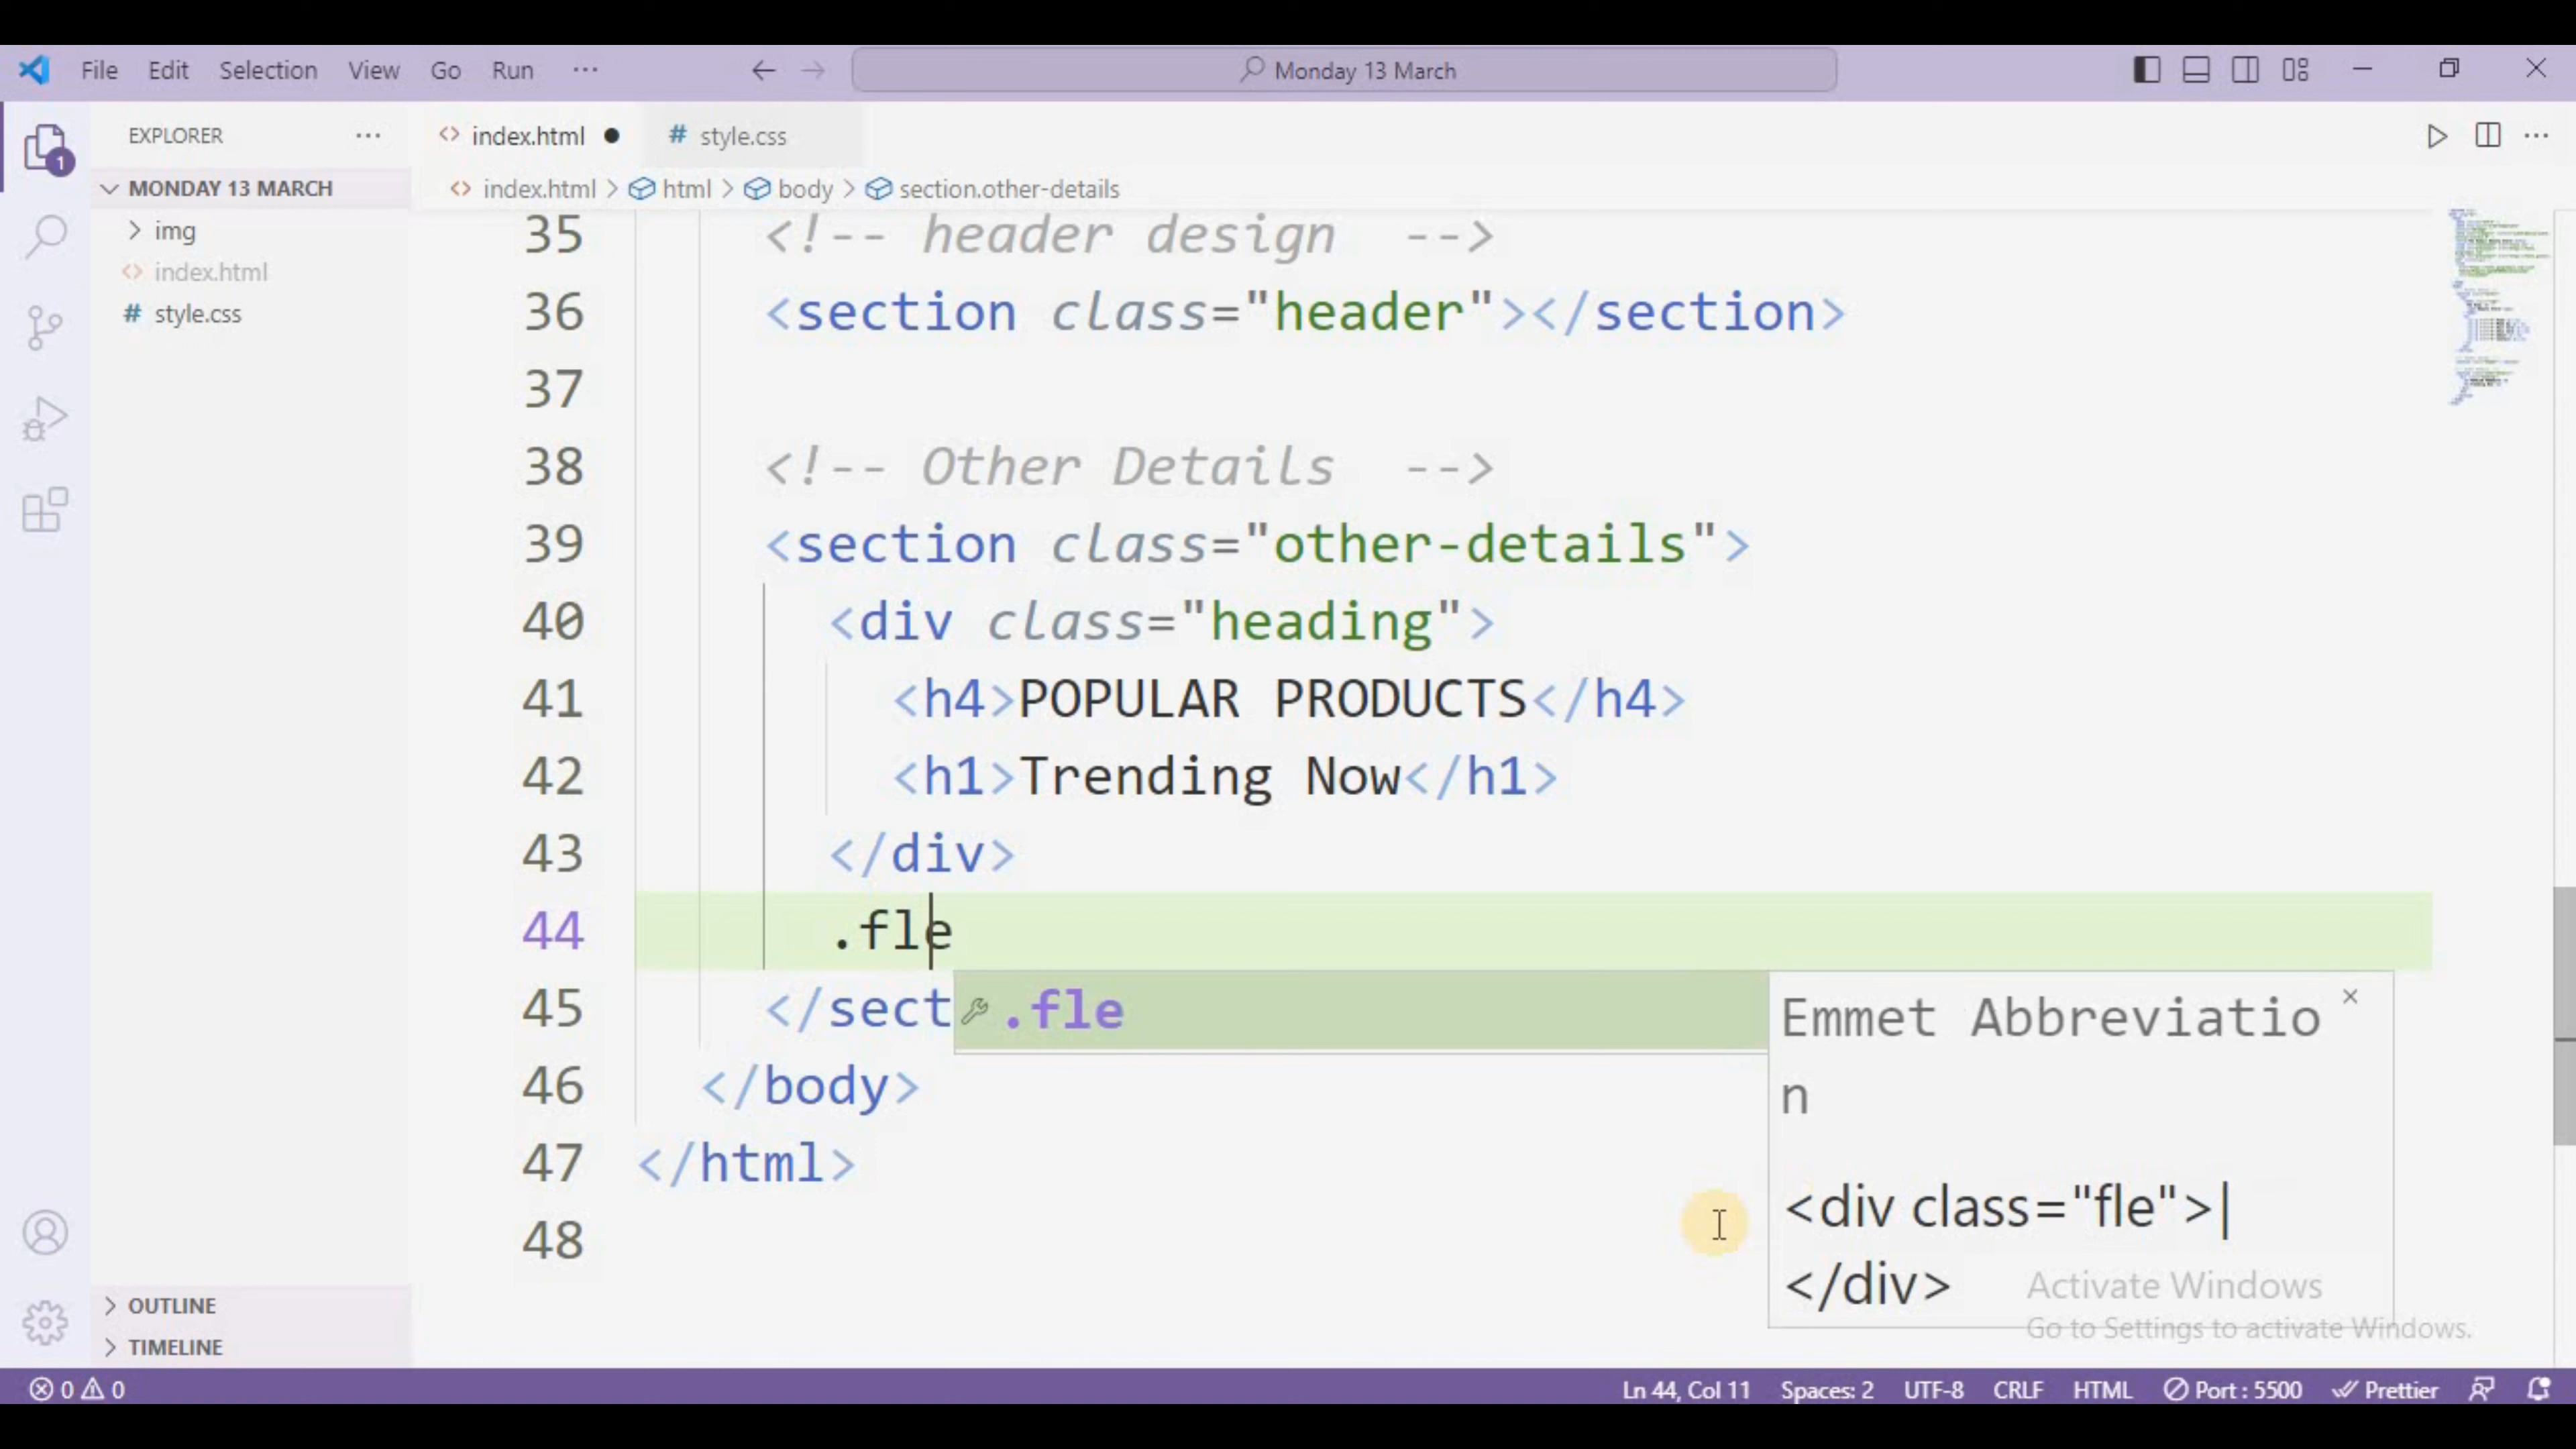 File Edit Selection View Go Run ··· Monday 13 March
EXPLORER ···
MONDAY 13 MARCH
img
index.html
style.css
OUTLINE
TIMELINE
1
index.html ● # style.css
index.html > html > body > section.other-details
35 <!-- header design  -->
36 <section class="header"></section>
37
38 <!-- Other Details  -->
39 <section class="other-details">
40 <div class="heading">
41 <h4>POPULAR PRODUCTS</h4>
42 <h1>Trending Now</h1>
43 </div>
44 .fle
45 </sect
.fle
46 </body>
47 </html>
48
Emmet Abbreviatio
n
<div class="fle">|
</div>
Activate Windows
Go to Settings to activate Windows.
0 0 Ln 44, Col 11 Spaces: 2 UTF-8 CRLF HTML Port : 5500 Prettier